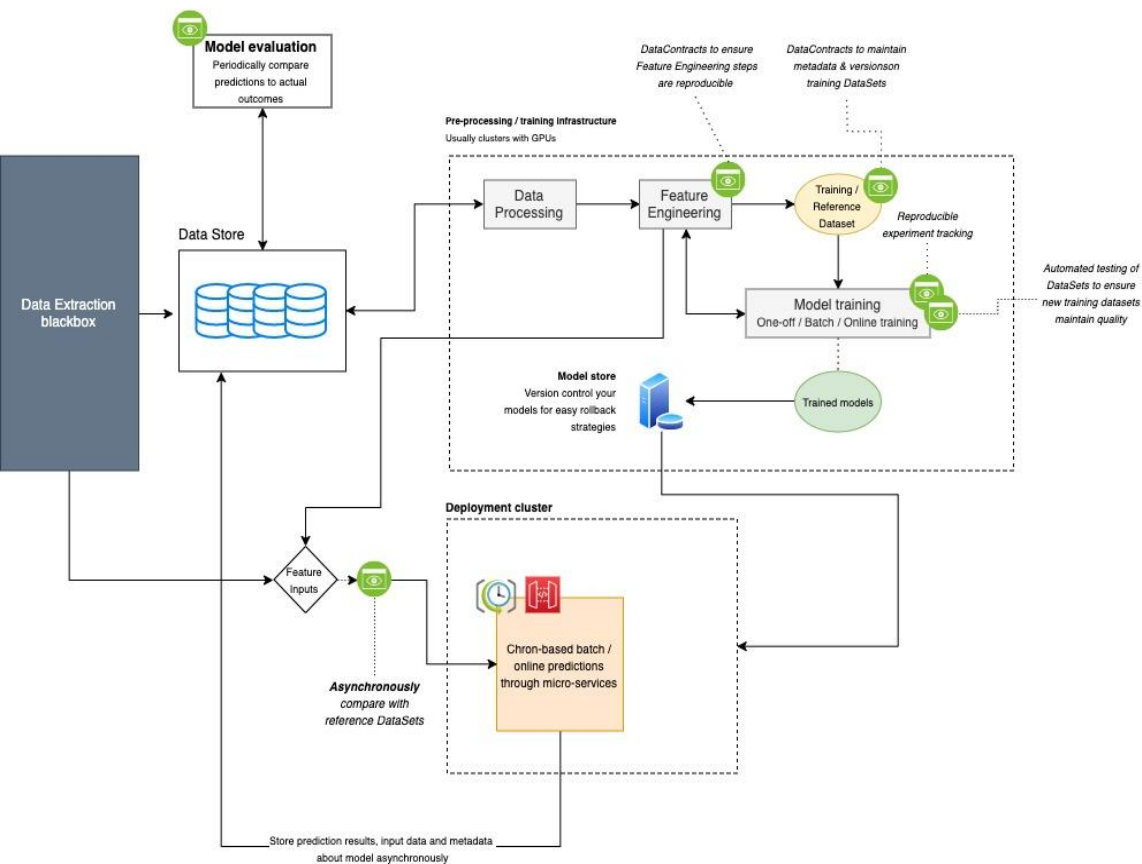 Model evaluation
Periodically compare
predictions to actual
outcomes
DataContracts to ensure
Feature Engineering steps
are reproducible
DataContracts to maintain
metadata & versionson
training DataSets
Pre-processing / training infrastructure
Usually clusters with GPUs
Data Extraction
blackbox
Data Store
Data
Processing
Feature
Engineering
Training /
Reference
Dataset
Reproducible
experiment tracking
Automated testing of
DataSets to ensure
new training datasets
maintain quality
Model training
One-off / Batch / Online training
Model store
Version control your
models for easy rollback
strategies
Trained models
Deployment cluster
Feature
Inputs
Asynchronously
compare with
reference DataSets
Chron-based batch /
online predictions
through micro-services
Store prediction results, input data and metadata
about model asynchronously